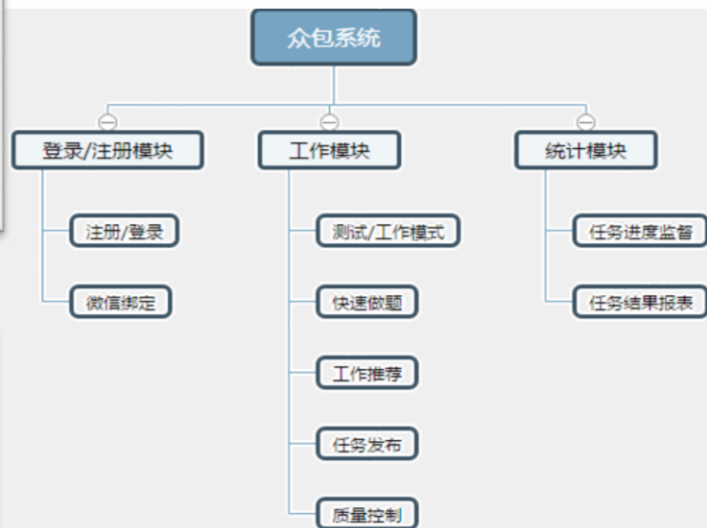 众包系统
登录/注册模块
工作模块
统计模块
注册/登录
测试/工作模式
任务进度监督
微信绑定
快速做题
任务结果报表
工作推荐
任务发布
质量控制